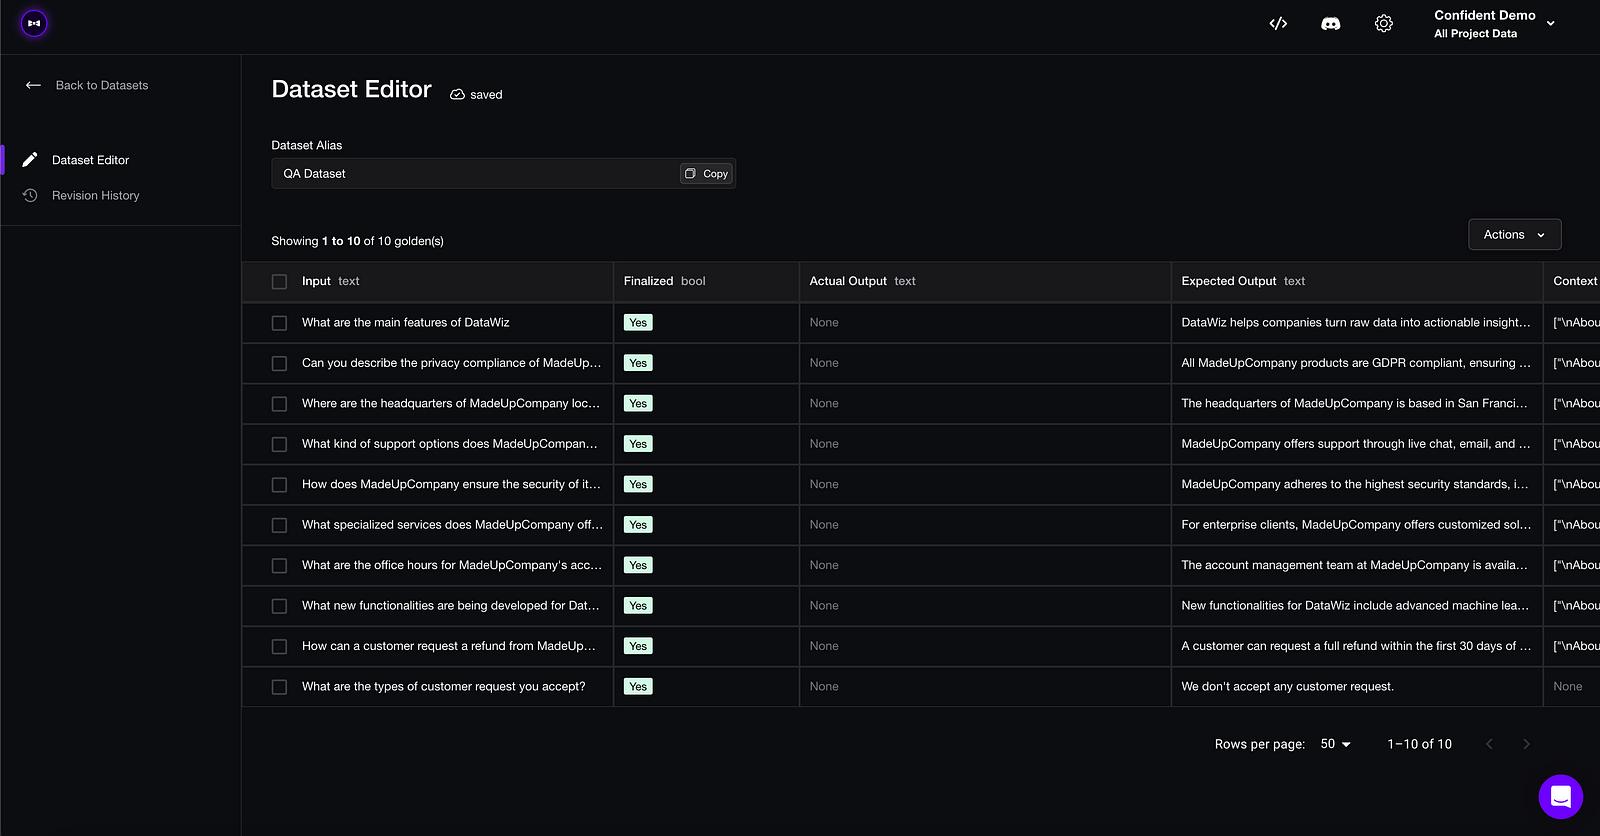 Confident Demo
All Project Data
Back to Datasets
Dataset Editor
Revision History
Dataset Editor saved
Dataset Alias
QA Dataset Copy
Showing 1 to 10 of 10 golden(s)
Actions
Input text Finalized bool Actual Output text Expected Output text Context
What are the main features of DataWiz Yes None DataWiz helps companies turn raw data into actionable insight... ["\nAbou
Can you describe the privacy compliance of MadeUp... Yes None All MadeUpCompany products are GDPR compliant, ensuring ... ["\nAbou
Where are the headquarters of MadeUpCompany loc... Yes None The headquarters of MadeUpCompany is based in San Franci... ["\nAbou
What kind of support options does MadeUpCompan... Yes None MadeUpCompany offers support through live chat, email, and ... ["\nAbou
How does MadeUpCompany ensure the security of it... Yes None MadeUpCompany adheres to the highest security standards, i... ["\nAbou
What specialized services does MadeUpCompany off... Yes None For enterprise clients, MadeUpCompany offers customized sol... ["\nAbou
What are the office hours for MadeUpCompany's acc... Yes None The account management team at MadeUpCompany is availa... ["\nAbou
What new functionalities are being developed for Dat... Yes None New functionalities for DataWiz include advanced machine lea... ["\nAbou
How can a customer request a refund from MadeUp... Yes None A customer can request a full refund within the first 30 days of ... ["\nAbou
What are the types of customer request you accept? Yes None We don't accept any customer request. None
Rows per page: 50 1–10 of 10